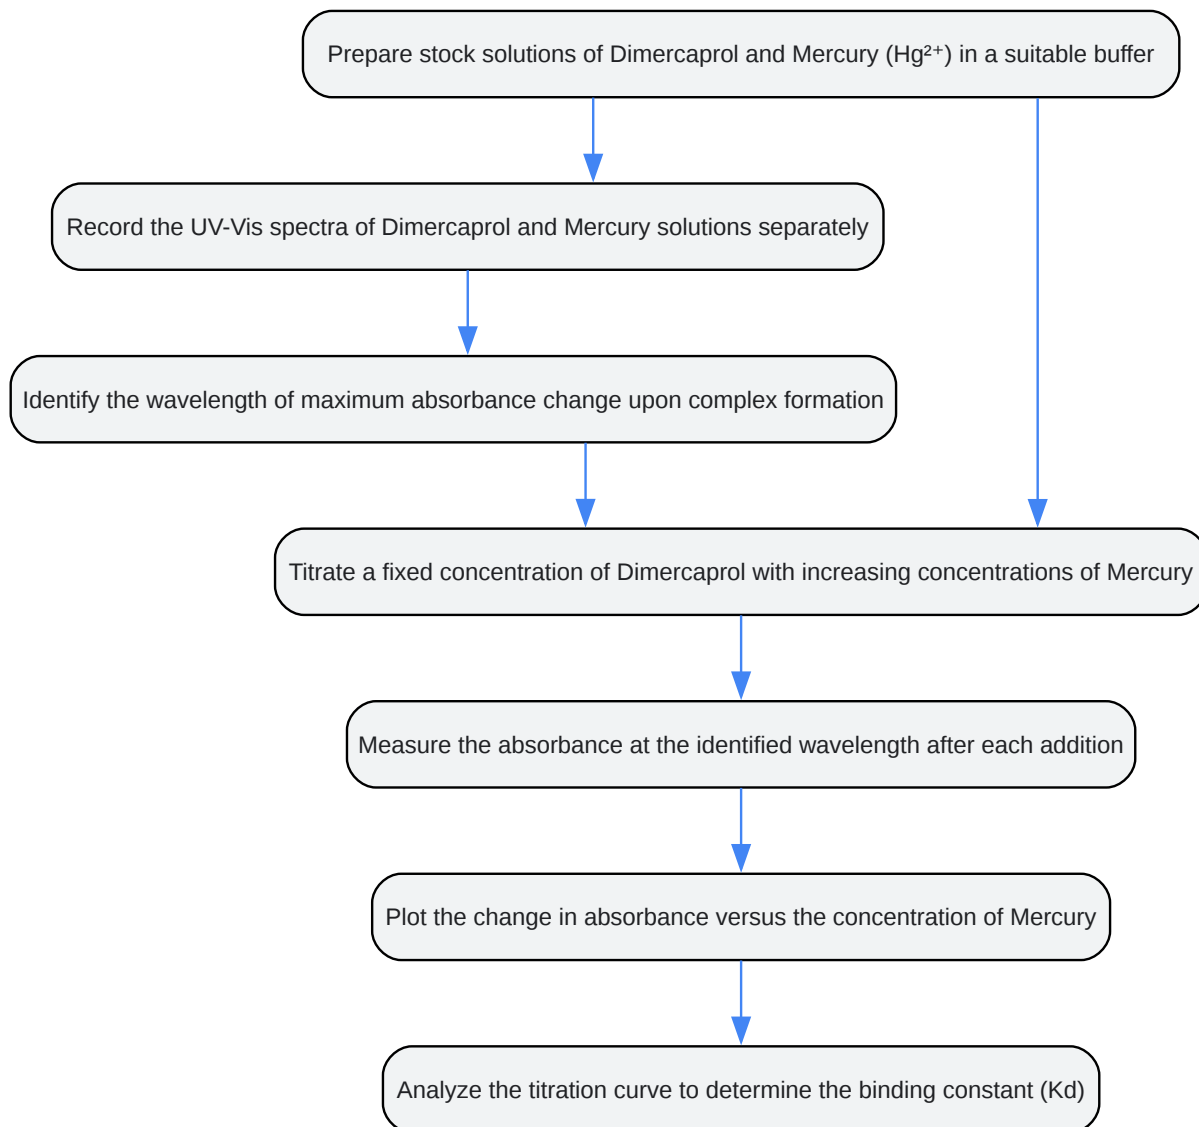 Prepare stock solutions of Dimercaprol and Mercury (Hg²⁺) in a suitable buffer
Record the UV-Vis spectra of Dimercaprol and Mercury solutions separately
Identify the wavelength of maximum absorbance change upon complex formation
Titrate a fixed concentration of Dimercaprol with increasing concentrations of Mercury
Measure the absorbance at the identified wavelength after each addition
Plot the change in absorbance versus the concentration of Mercury
Analyze the titration curve to determine the binding constant (Kd)